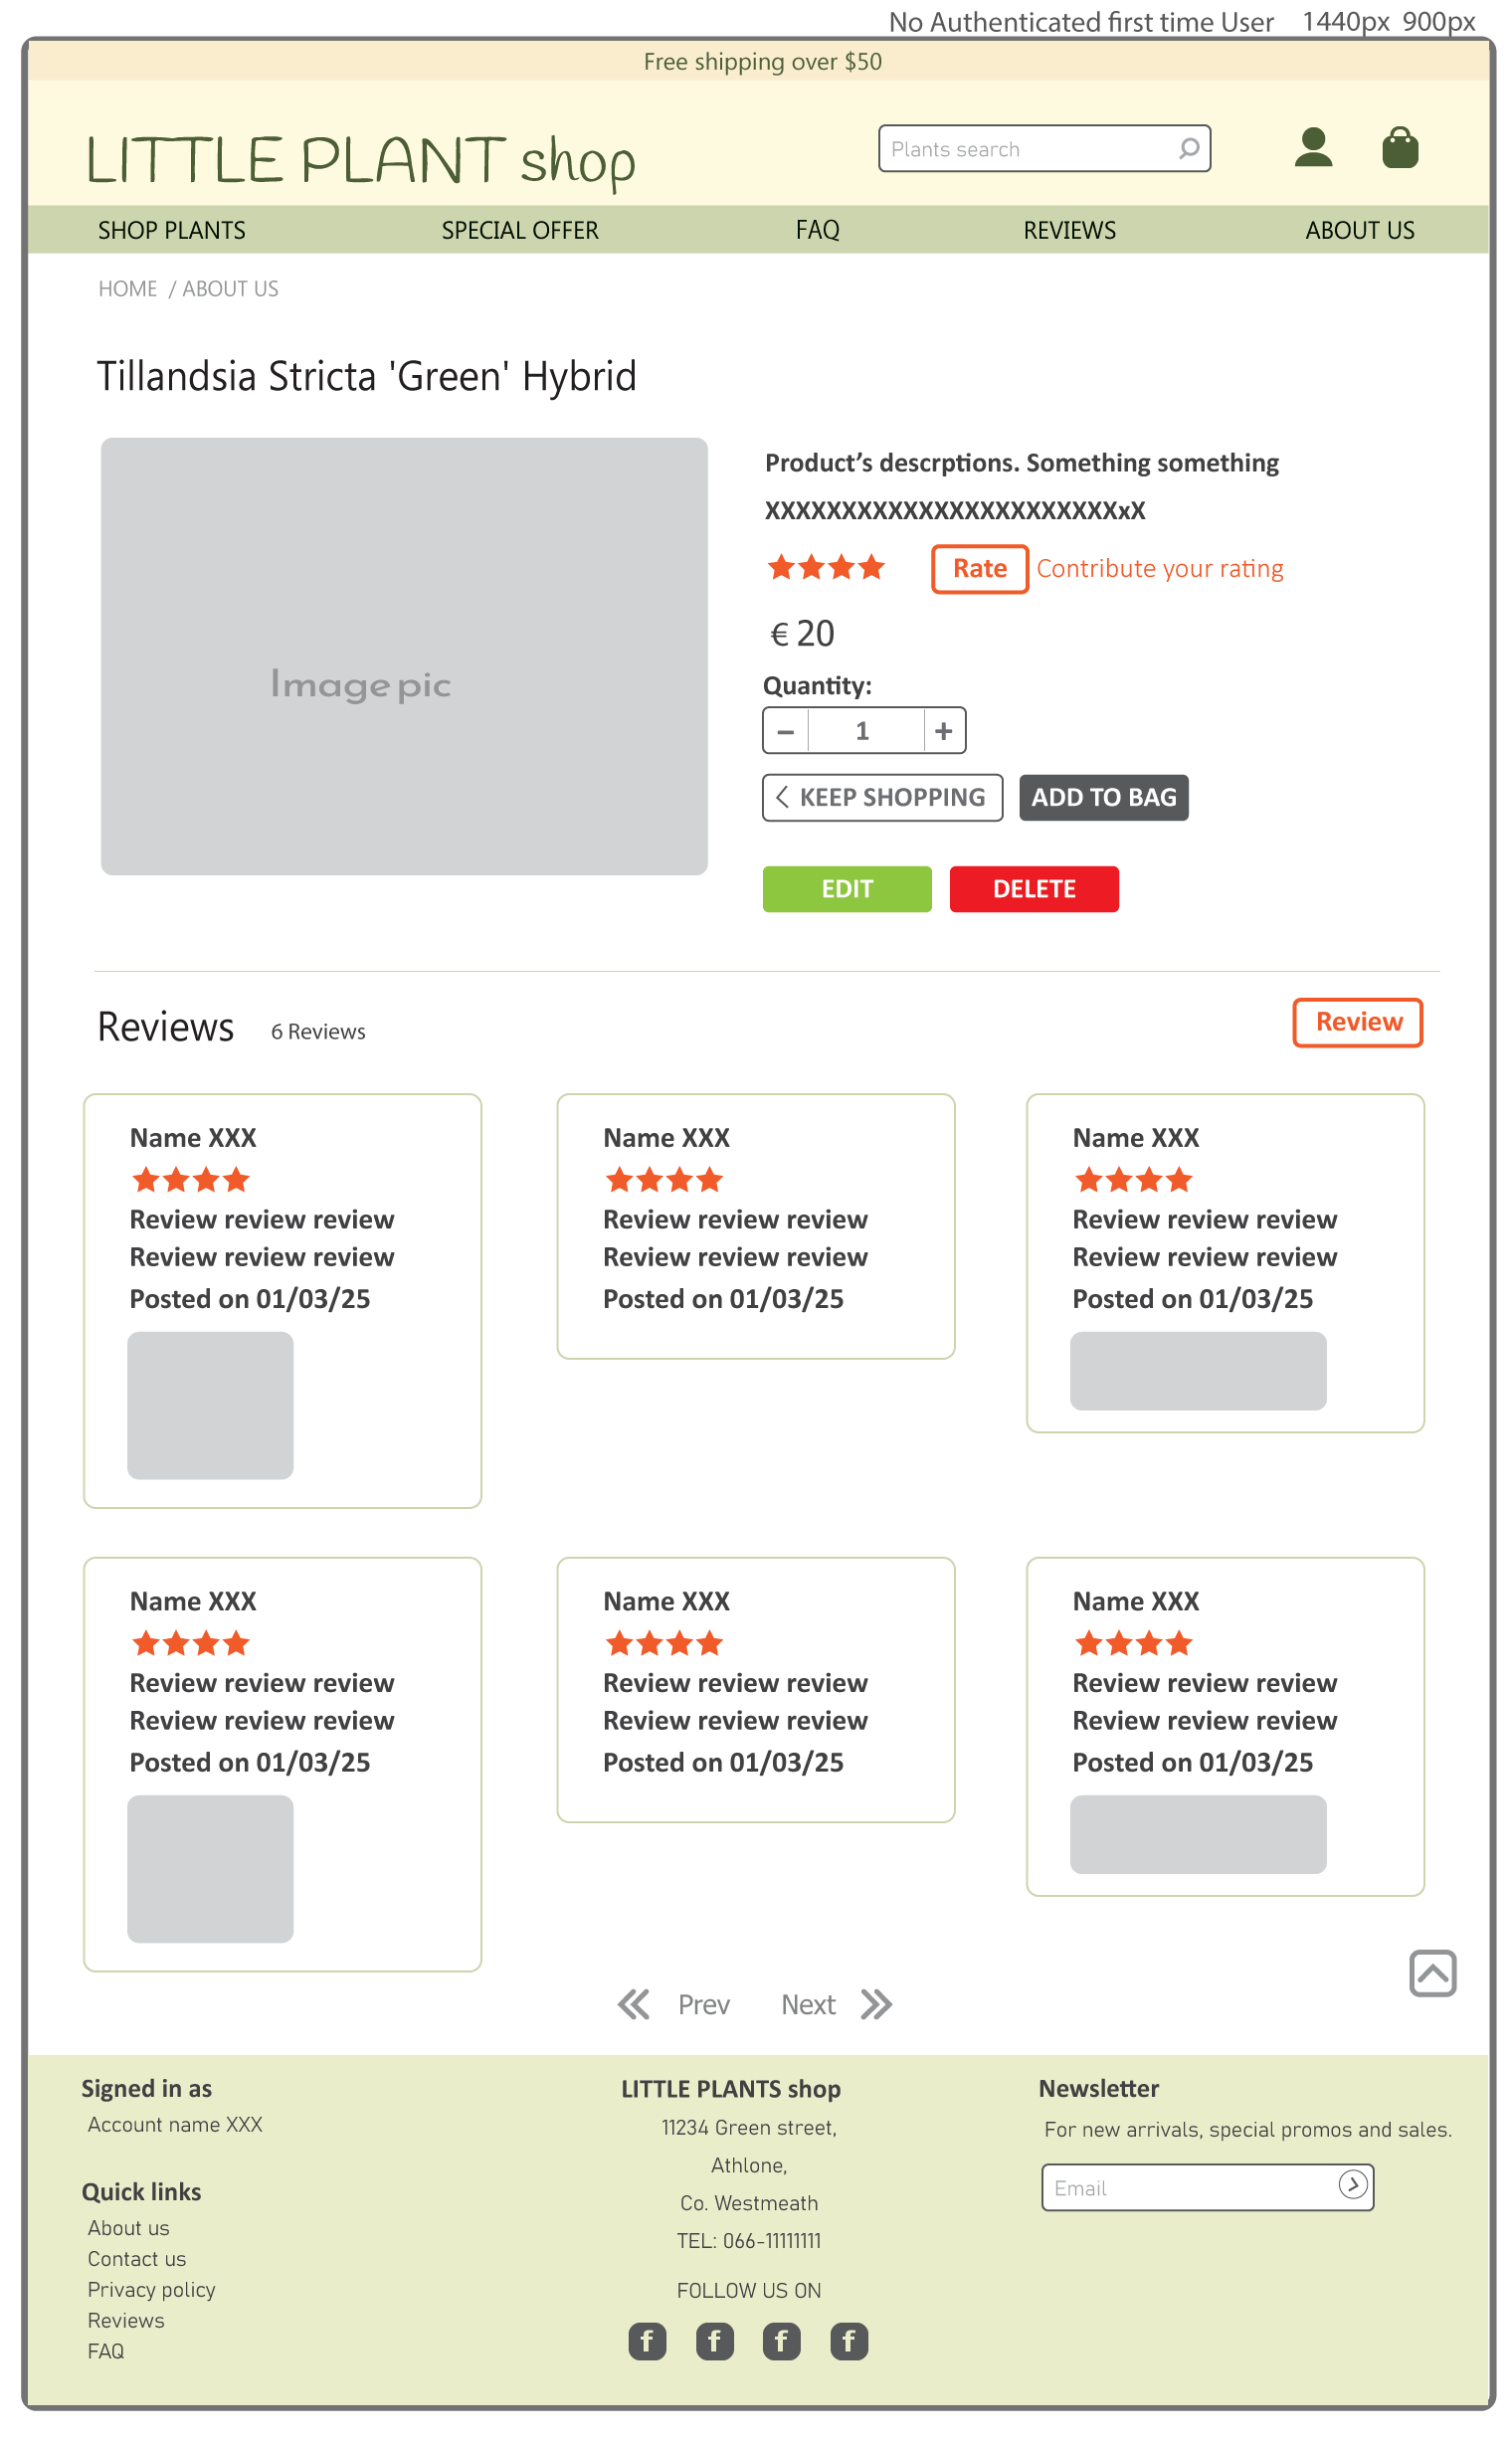 No Authenticated first time User 1440px 900px
Free shipping over $50
LITTLE PLANT shop
Plants search
SHOP PLANTS SPECIAL OFFER FAQ REVIEWS ABOUT US
HOME / ABOUT US
Tillandsia Stricta 'Green' Hybrid
Image pic
Product’s descrptions. Something something
XXXXXXXXXXXXXXXXXXXXXXXxX
Rate Contribute your rating
€ 20
Quantity:
– 1 +
KEEP SHOPPING ADD TO BAG
EDIT DELETE
Reviews 6 Reviews Review
Name XXX
Review review review
Review review review
Posted on 01/03/25
Name XXX
Review review review
Review review review
Posted on 01/03/25
Name XXX
Review review review
Review review review
Posted on 01/03/25
Name XXX
Review review review
Review review review
Posted on 01/03/25
Name XXX
Review review review
Review review review
Posted on 01/03/25
Name XXX
Review review review
Review review review
Posted on 01/03/25
Prev Next
Signed in as
Account name XXX
Quick links
About us
Contact us
Privacy policy
Reviews
FAQ
LITTLE PLANTS shop
11234 Green street,
Athlone,
Co. Westmeath
TEL: 066-11111111
FOLLOW US ON
f f f f
Newsletter
For new arrivals, special promos and sales.
Email